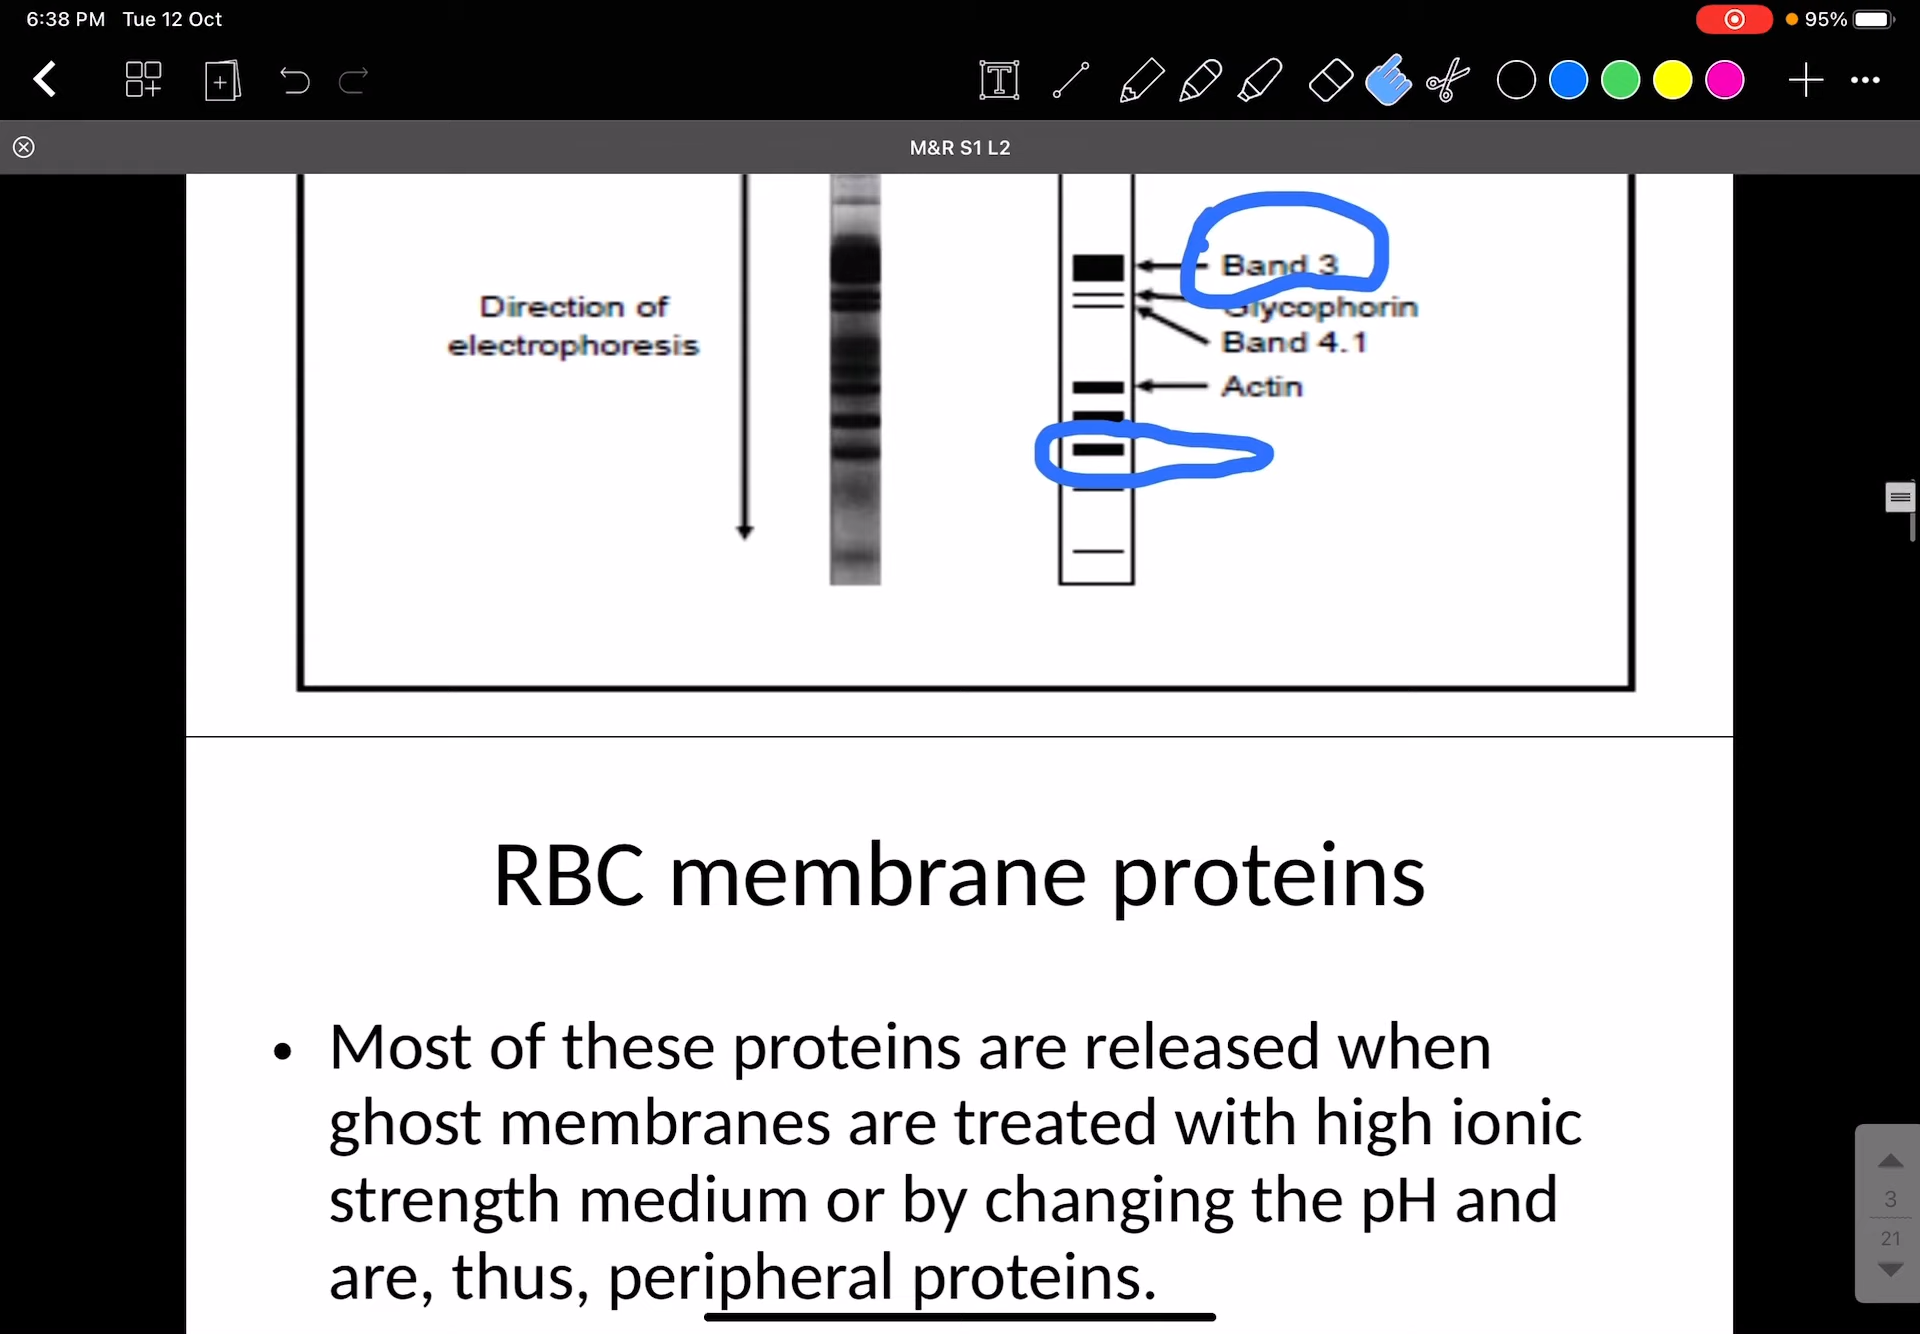 6:38 PM Tue 12 Oct
95%
T
M&R S1 L2
Band 3
Direction of
electrophoresis
Glycophorin
Band 4.1
Actin
RBC membrane proteins
• Most of these proteins are released when
ghost membranes are treated with high ionic
strength medium or by changing the pH and
are, thus, peripheral proteins.
3
21